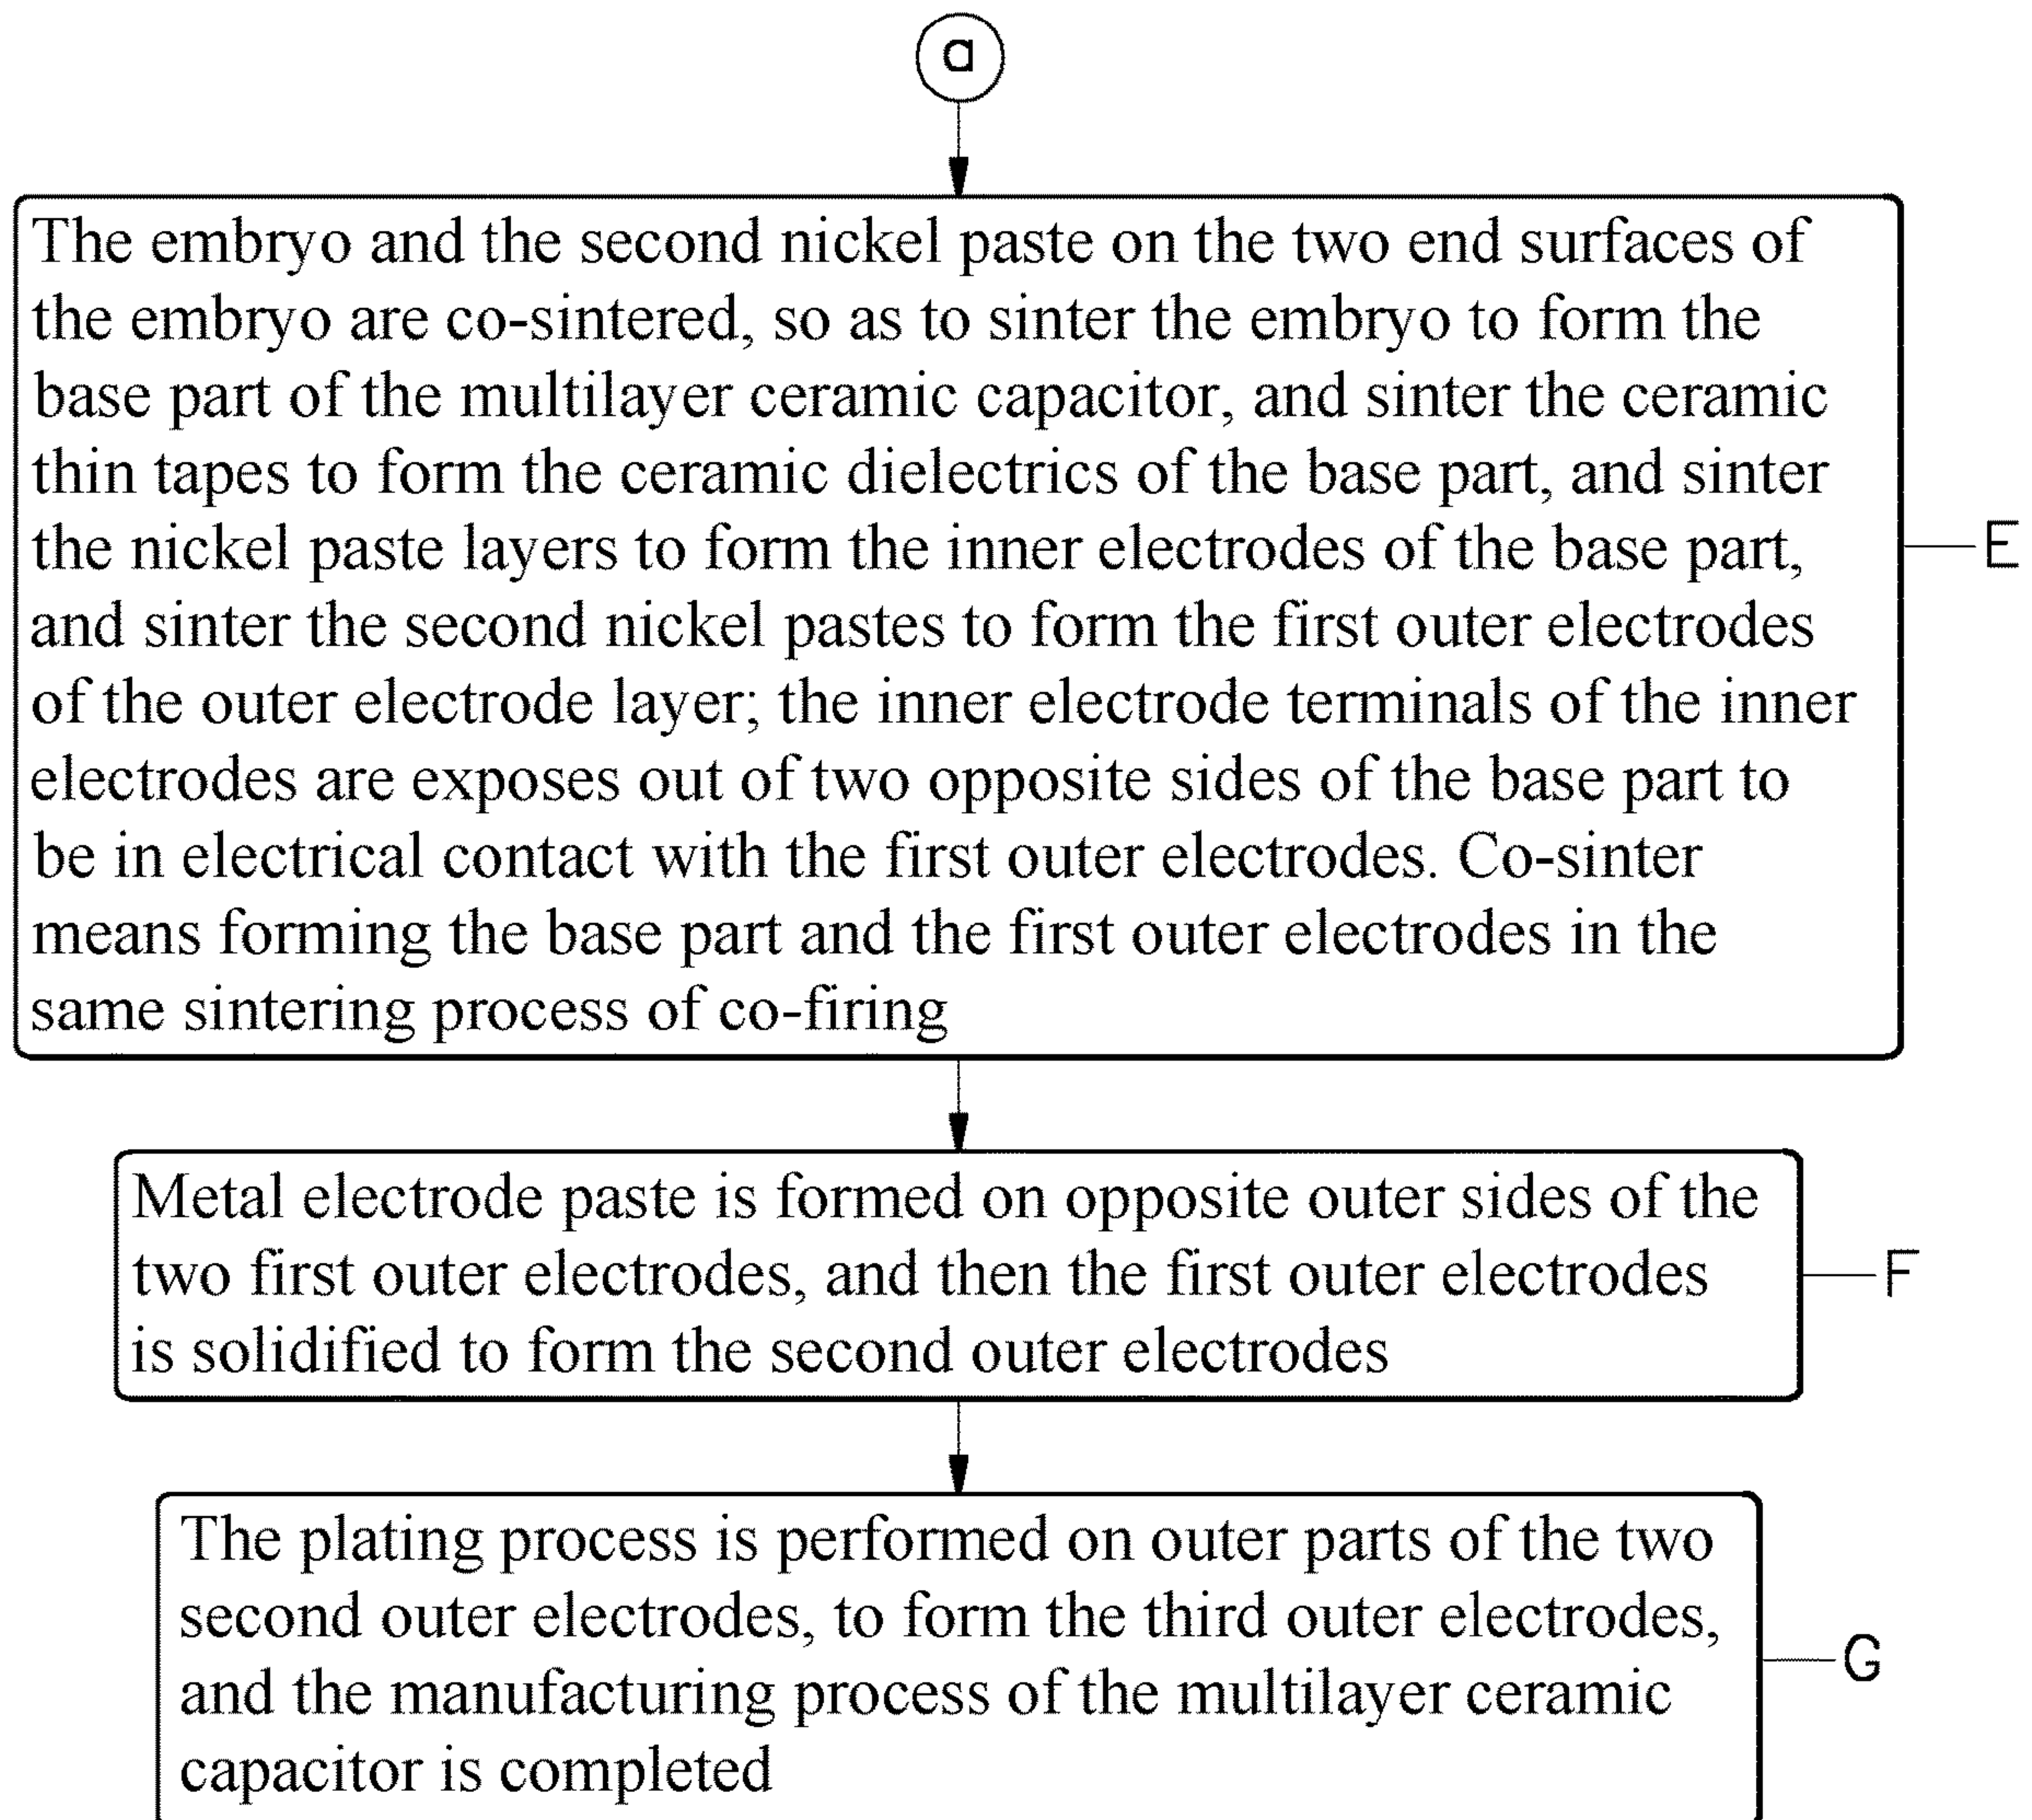 a
The embryo and the second nickel paste on the two end surfaces of
the embryo are co-sintered, so as to sinter the embryo to form the
base part of the multilayer ceramic capacitor, and sinter the ceramic
thin tapes to form the ceramic dielectrics of the base part, and sinter
the nickel paste layers to form the inner electrodes of the base part,
and sinter the second nickel pastes to form the first outer electrodes
of the outer electrode layer; the inner electrode terminals of the inner
electrodes are exposes out of two opposite sides of the base part to
be in electrical contact with the first outer electrodes. Co-sinter
means forming the base part and the first outer electrodes in the
same sintering process of co-firing
E
Metal electrode paste is formed on opposite outer sides of the
two first outer electrodes, and then the first outer electrodes
is solidified to form the second outer electrodes
F
The plating process is performed on outer parts of the two
second outer electrodes, to form the third outer electrodes,
and the manufacturing process of the multilayer ceramic
capacitor is completed
G